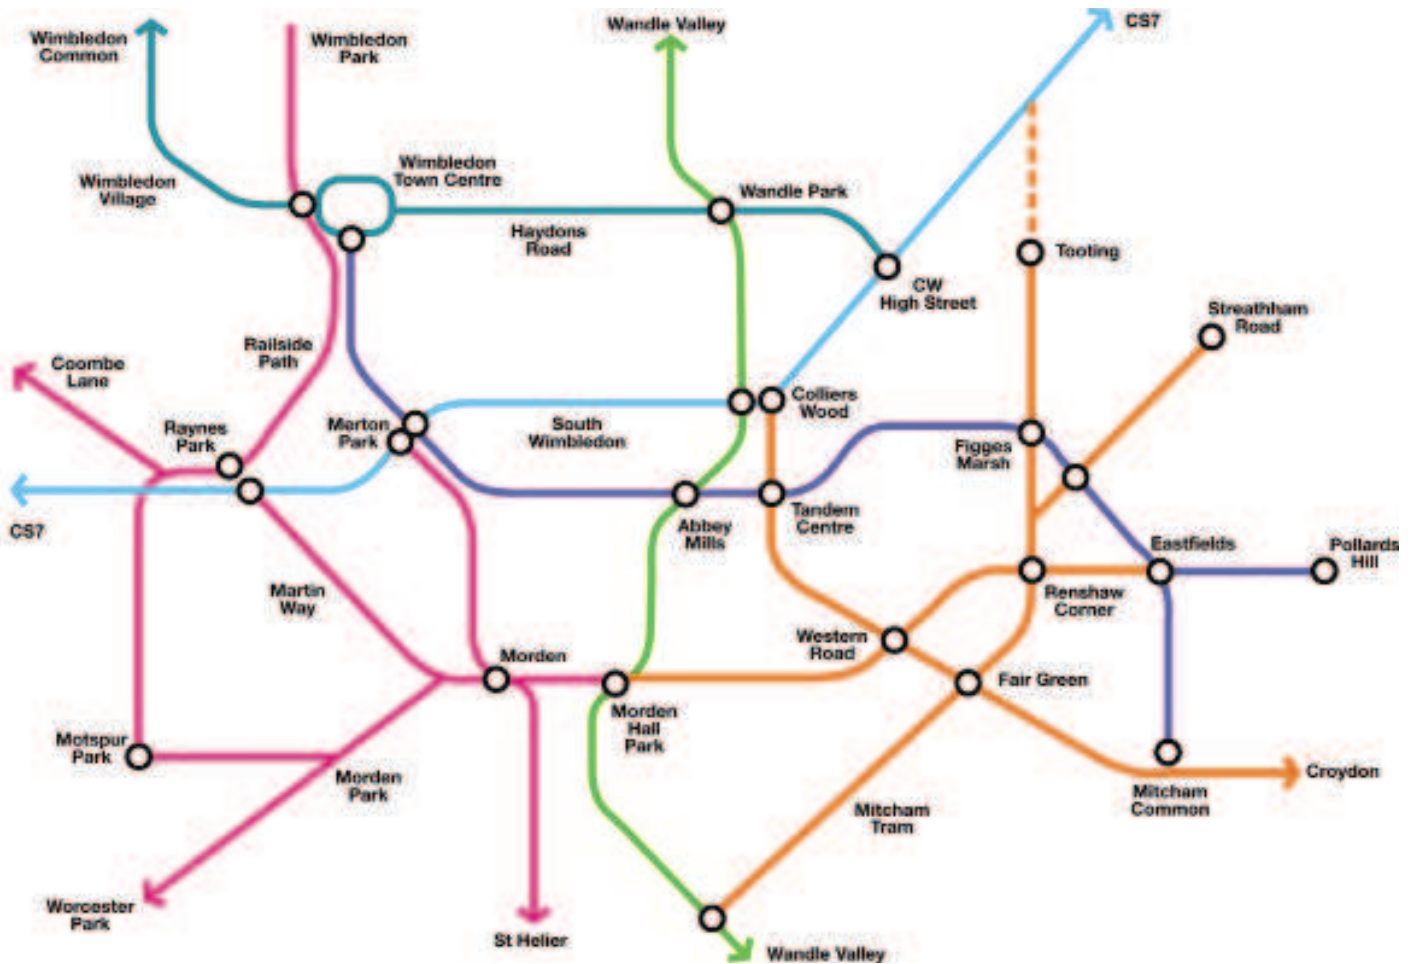 Wimbledon
Common
Wimbledon
Park
Wandle Valley
CS7
Wimbledon
Village
Wimbledon
Town Centre
Wandle Park
Haydons
Road
Tooting
CW
High Street
Streathham
Road
Coombe
Lane
Railside
Path
Raynes
Park
Merton
Park
South
Wimbledon
Colliers
Wood
Figges
Marsh
CS7
Abbey
Mills
Tandem
Centre
Eastfields
Pollards
Hill
Martin
Way
Renshaw
Corner
Western
Road
Morden
Fair Green
Morden
Hall
Park
Motspur
Park
Morden
Park
Croydon
Mitcham
Common
Mitcham
Tram
Worcester
Park
St Helier
Wandle Valley